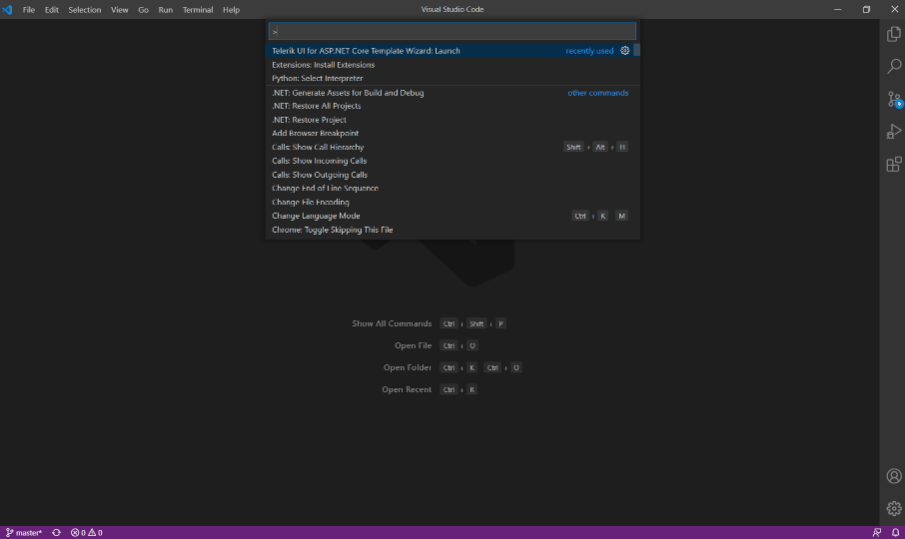 File Edit Selection View Go Run Terminal Help Visual Studio Code
>
Telerik UI for ASP.NET Core Template Wizard: Launch recently used
Extensions: Install Extensions
Python: Select Interpreter
.NET: Generate Assets for Build and Debug other commands
.NET: Restore All Projects
.NET: Restore Project
Add Browser Breakpoint
Calls: Show Call Hierarchy Shift + Alt + H
Calls: Show Incoming Calls
Calls: Show Outgoing Calls
Change End of Line Sequence
Change File Encoding
Change Language Mode Ctrl + K M
Chrome: Toggle Skipping This File
Show All Commands Ctrl + Shift + P
Open File Ctrl + O
Open Folder Ctrl + K Ctrl + O
Open Recent Ctrl + R
master* 0 0